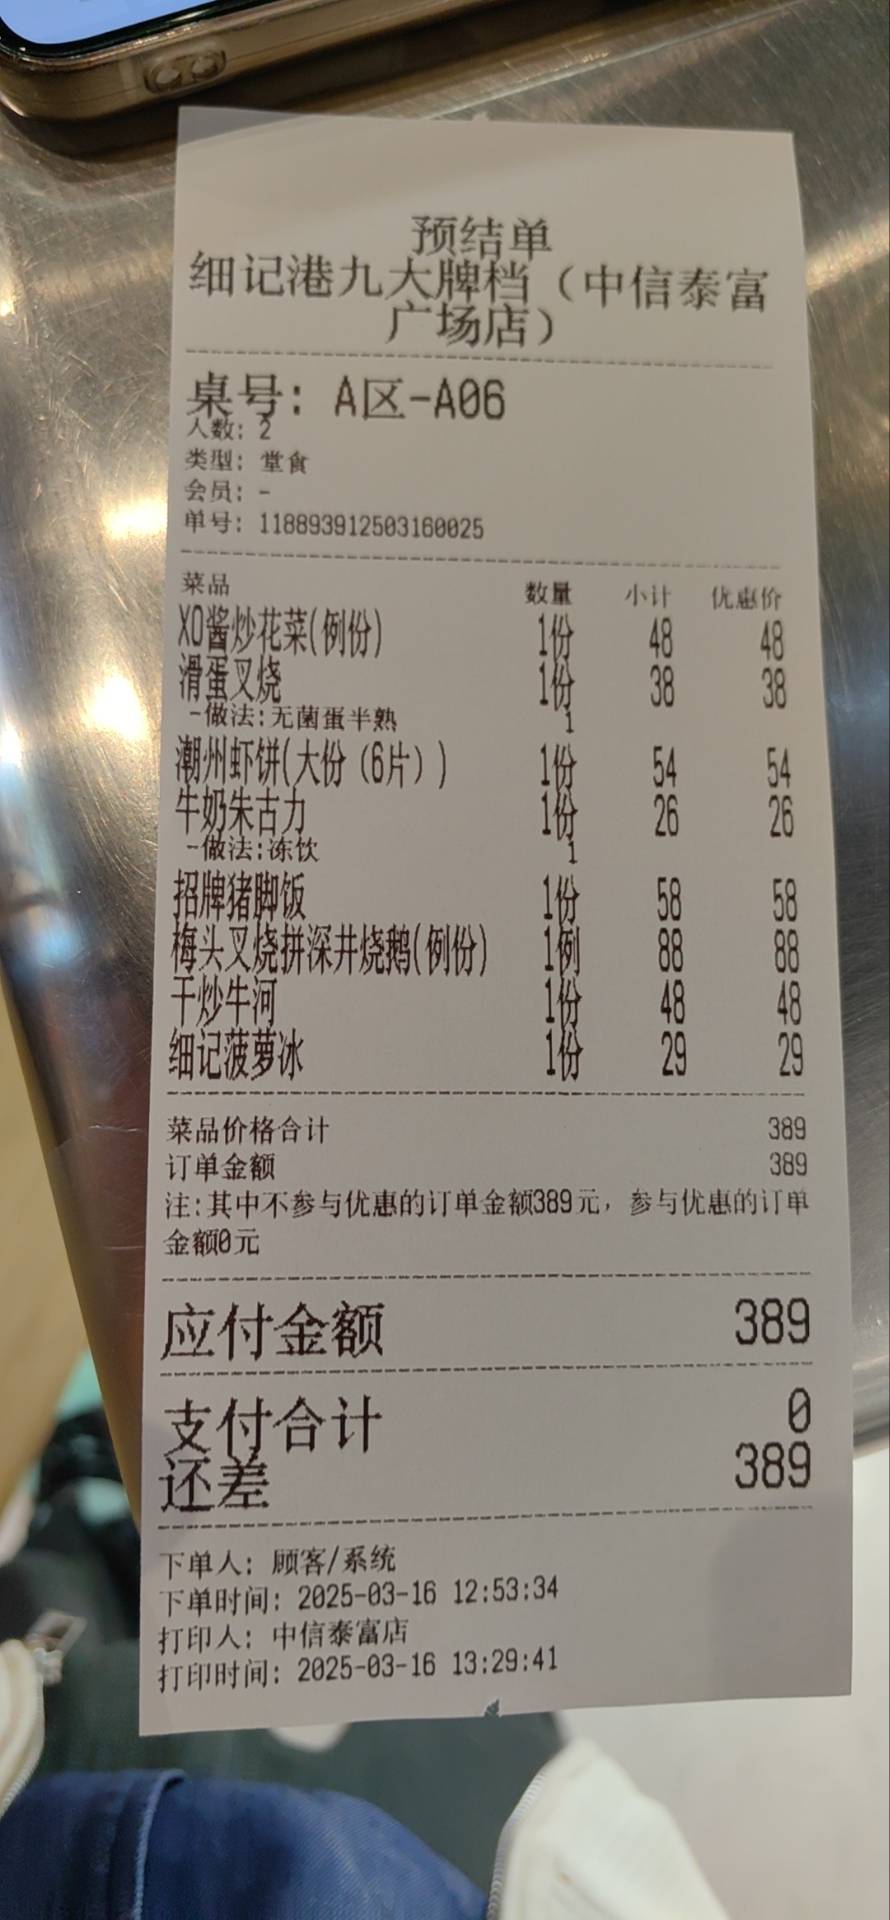 预结单
细记港九大牌档（中信泰富
广场店）
桌号: A区-A06
人数: 2
类型: 堂食
会员: -
单号: 118893912503160025
菜品 数量 小计 优惠价
XO酱炒花菜(例份) 1份 48 48
滑蛋叉烧 1份 38 38
-做法:无菌蛋半熟 1
潮州虾饼(大份（6片）) 1份 54 54
牛奶朱古力 1份 26 26
-做法:冻饮 1
招牌猪脚饭 1份 58 58
梅头叉烧拼深井烧鹅(例份) 1例 88 88
干炒牛河 1份 48 48
细记菠萝冰 1份 29 29
菜品价格合计 389
订单金额 389
注:其中不参与优惠的订单金额389元，参与优惠的订单
金额0元
应付金额 389
支付合计 0
还差 389
下单人: 顾客/系统
下单时间: 2025-03-16 12:53:34
打印人: 中信泰富店
打印时间: 2025-03-16 13:29:41